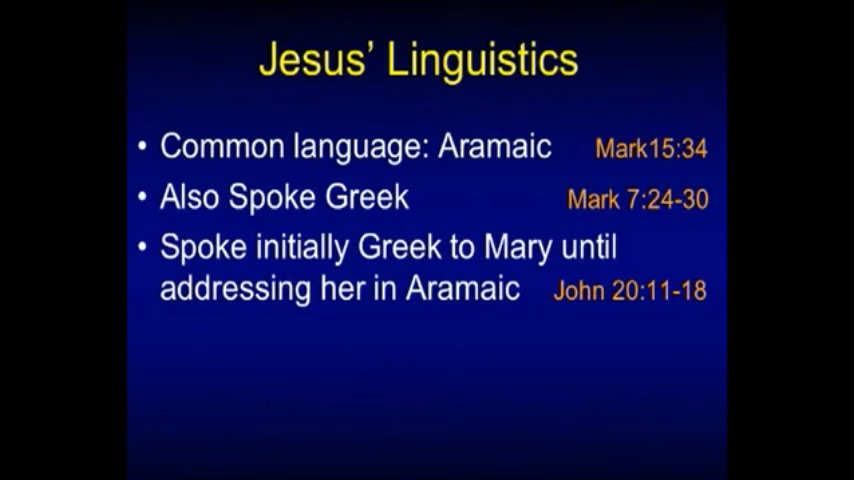 Jesus’ Linguistics
• Common language: Aramaic Mark15:34
• Also Spoke Greek Mark 7:24-30
• Spoke initially Greek to Mary until
addressing her in Aramaic John 20:11-18